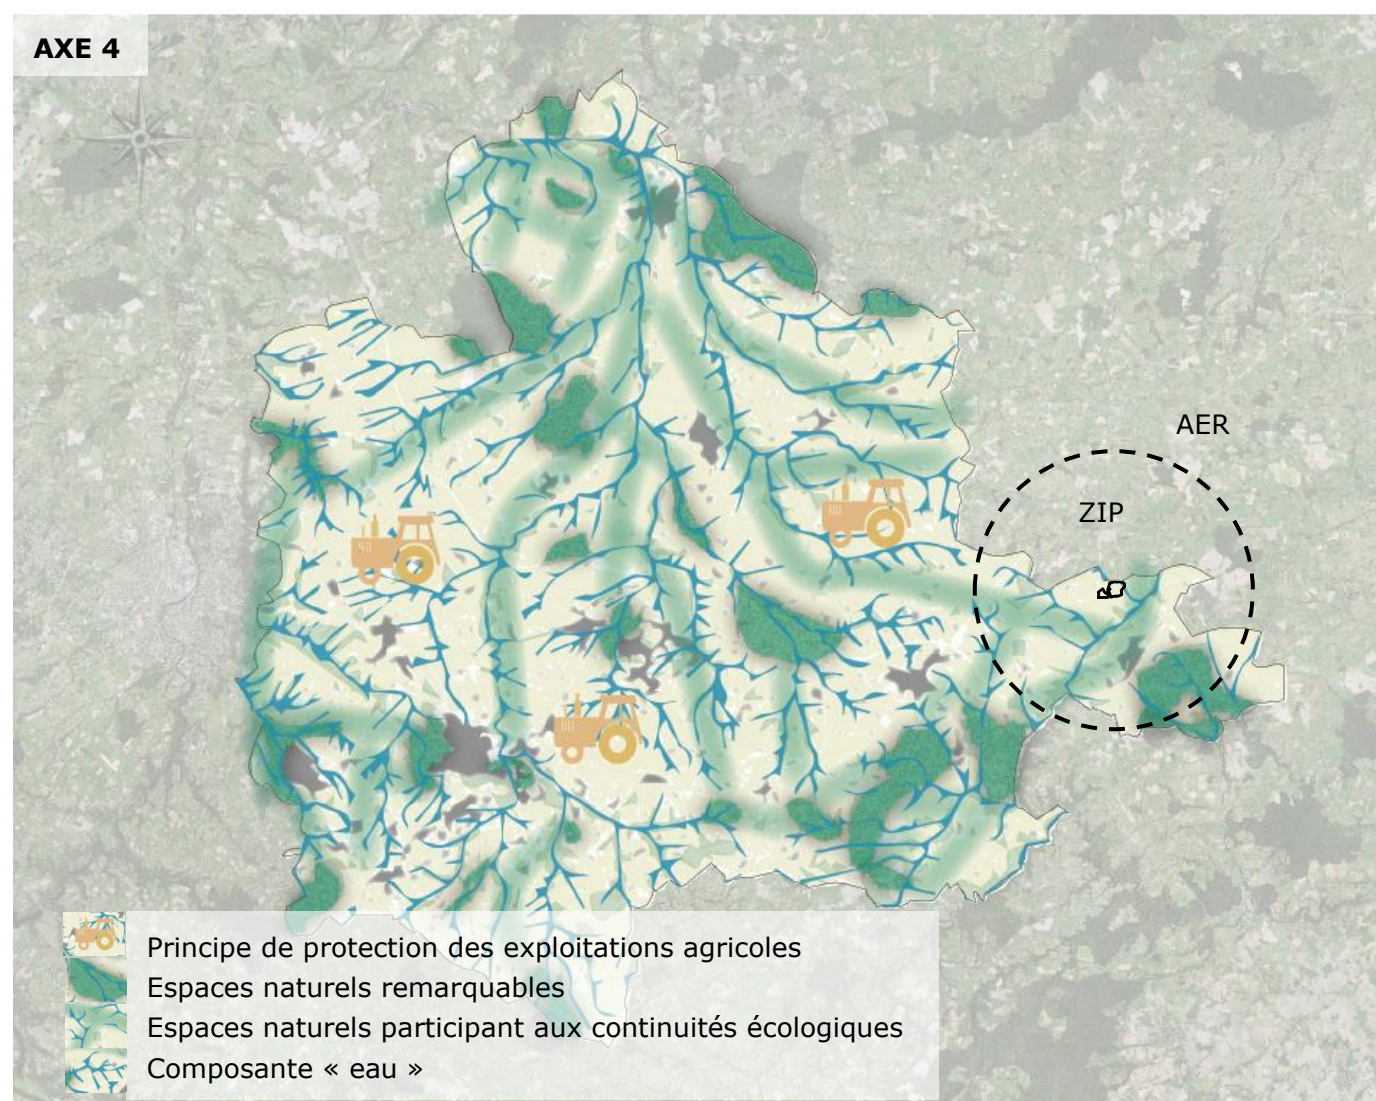 AXE 4
AER
ZIP
Principe de protection des exploitations agricoles
Espaces naturels remarquables
Espaces naturels participant aux continuités écologiques
Composante « eau »